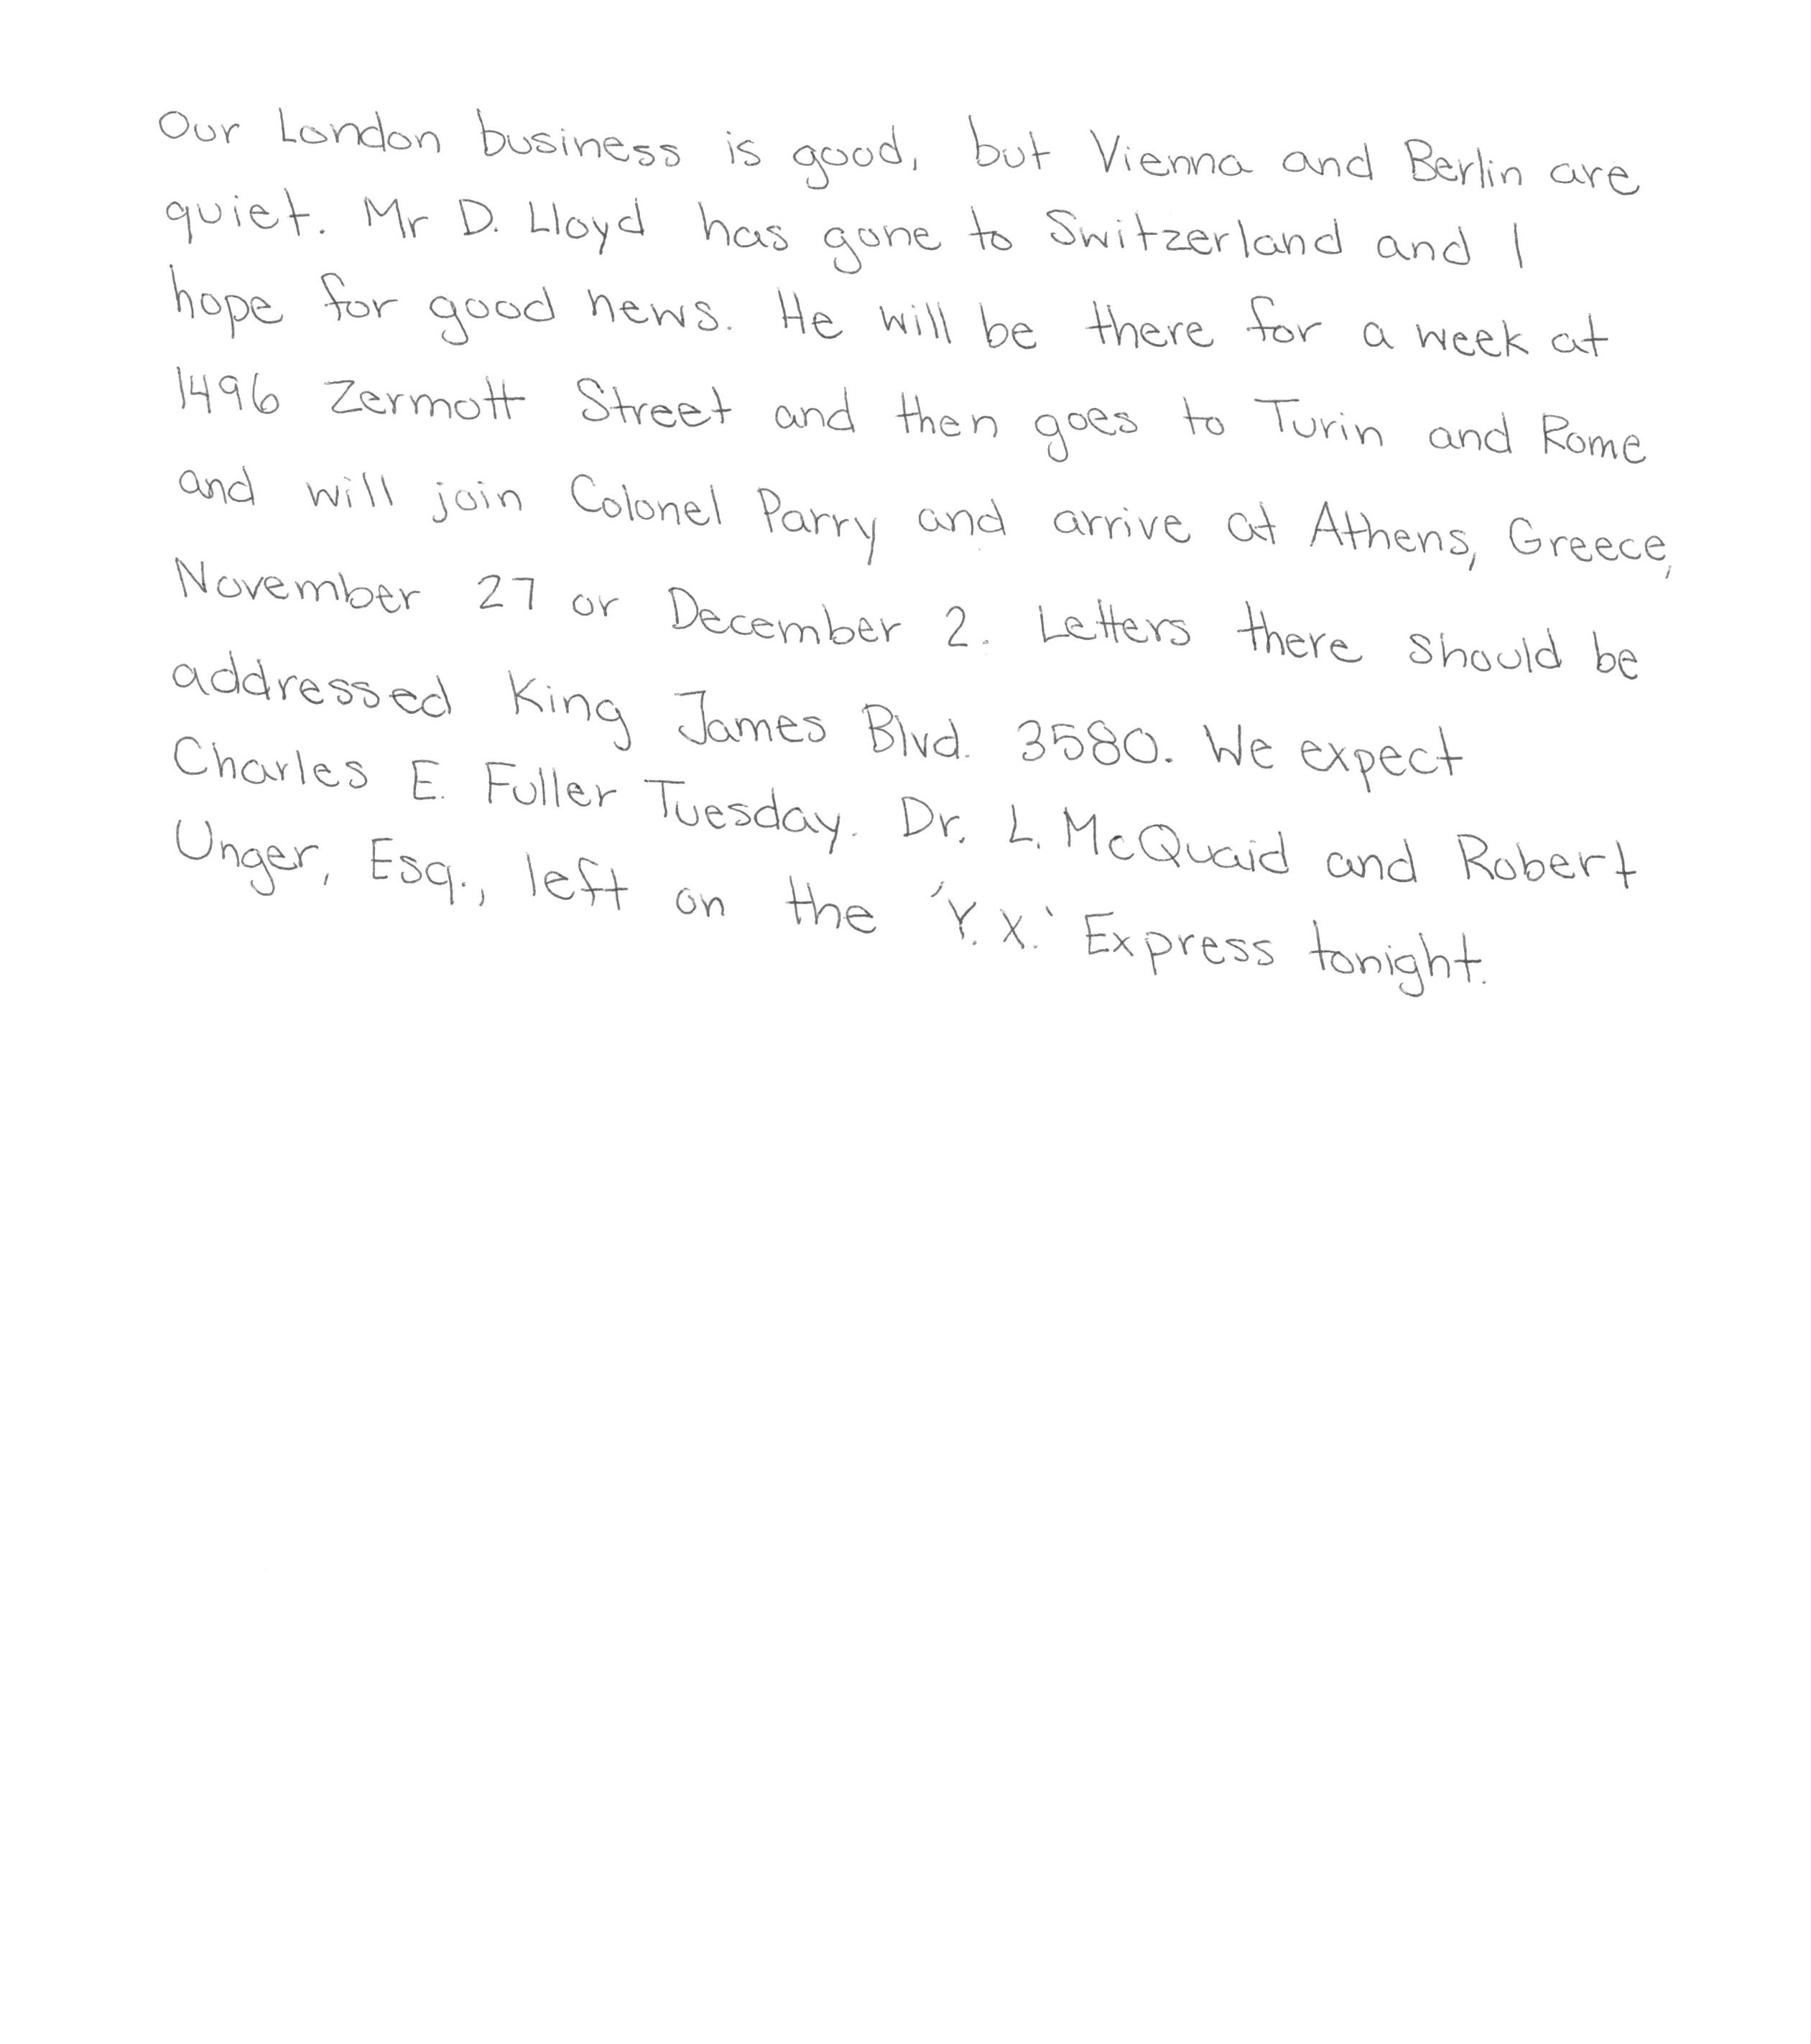 Our London business is good, but Vienna and Berlin are
quiet. Mr D. Lloyd has gone to Switzerland and I
hope for good news. He will be there for a week at
1496 Zermott Street and then goes to Turin and Rome
and will join Colonel Parry and arrive at Athens, Greece,
November 27 or December 2. Letters there should be
addressed King James Blvd. 3580. We expect
Charles E. Fuller Tuesday. Dr. L. McQuaid and Robert
Unger, Esq., left on the 'Y.X.' Express tonight.